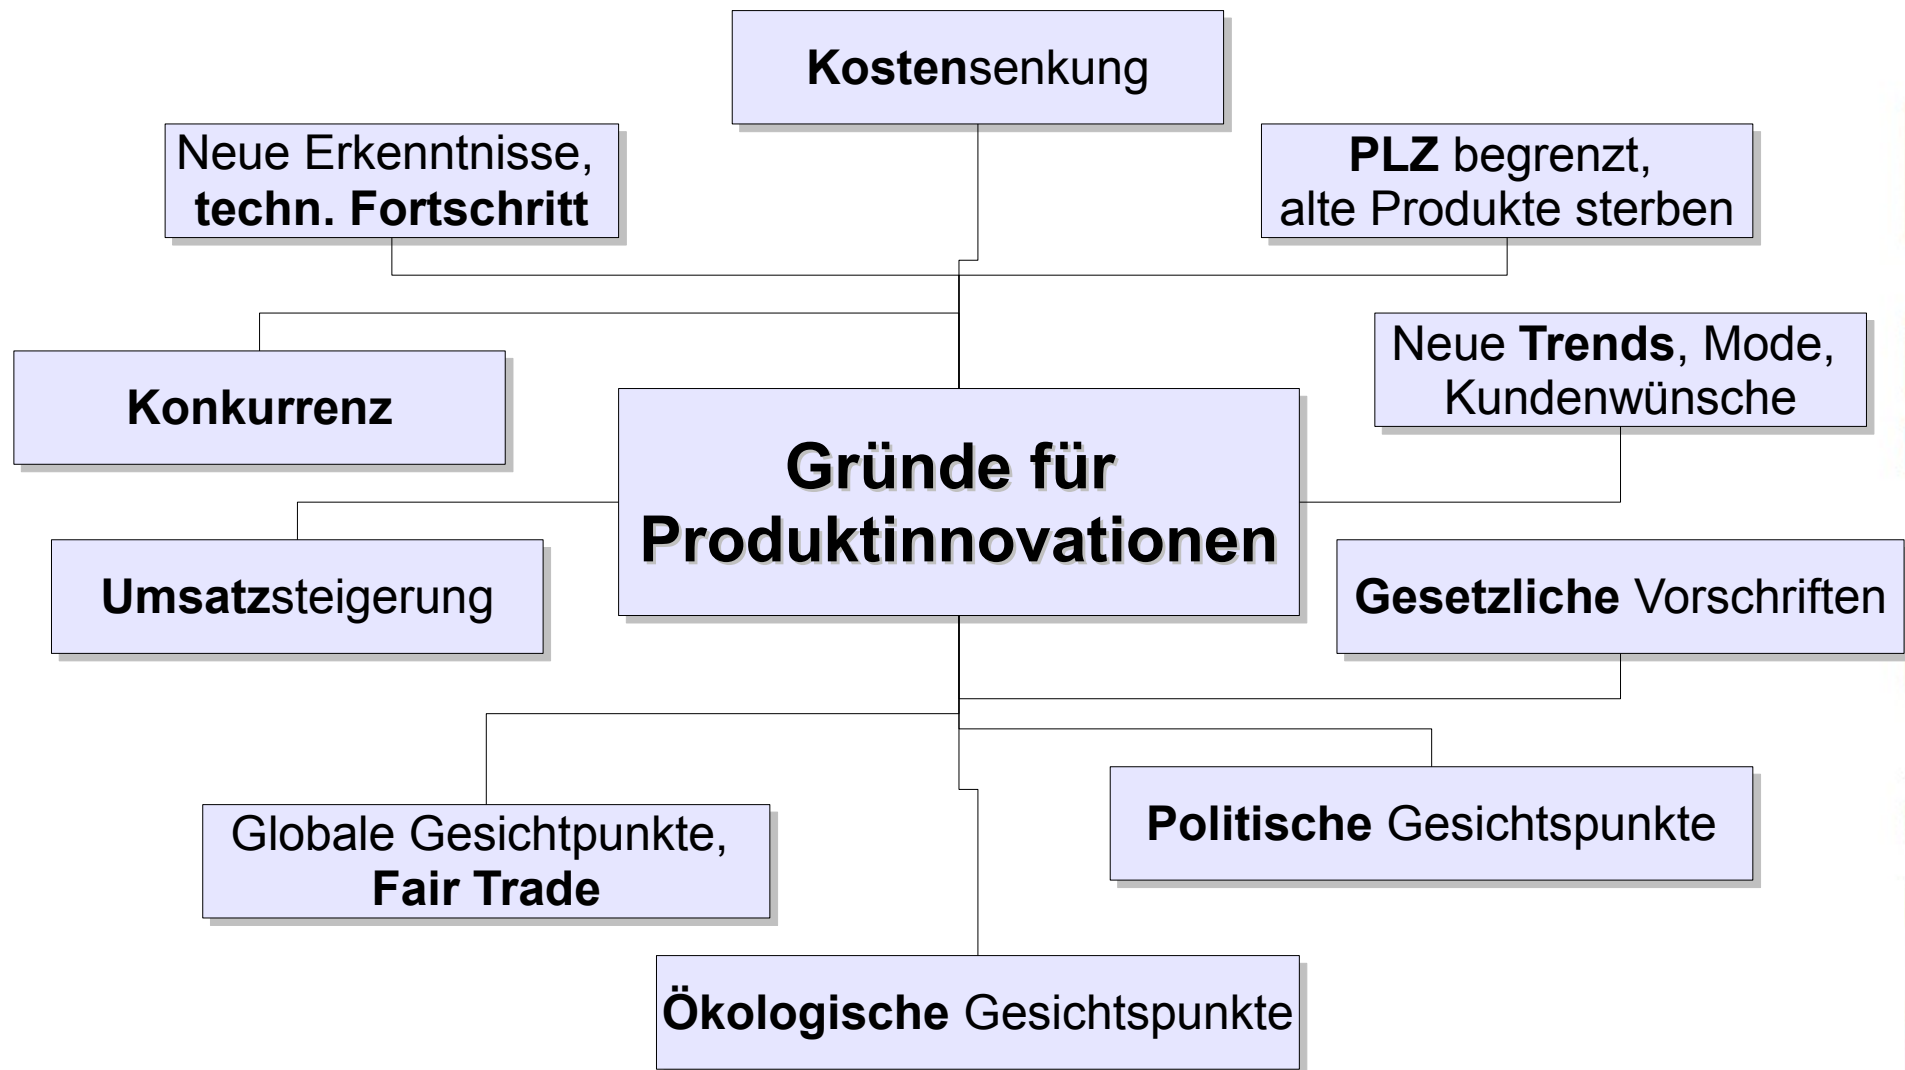 Kostensenkung
Neue Erkenntnisse,
techn. Fortschritt
PLZ begrenzt,
alte Produkte sterben
Konkurrenz
Neue Trends, Mode,
Kundenwünsche
Gründe für
Produktinnovationen
Umsatzsteigerung
Gesetzliche Vorschriften
Globale Gesichtpunkte,
Fair Trade
Politische Gesichtspunkte
Ökologische Gesichtspunkte